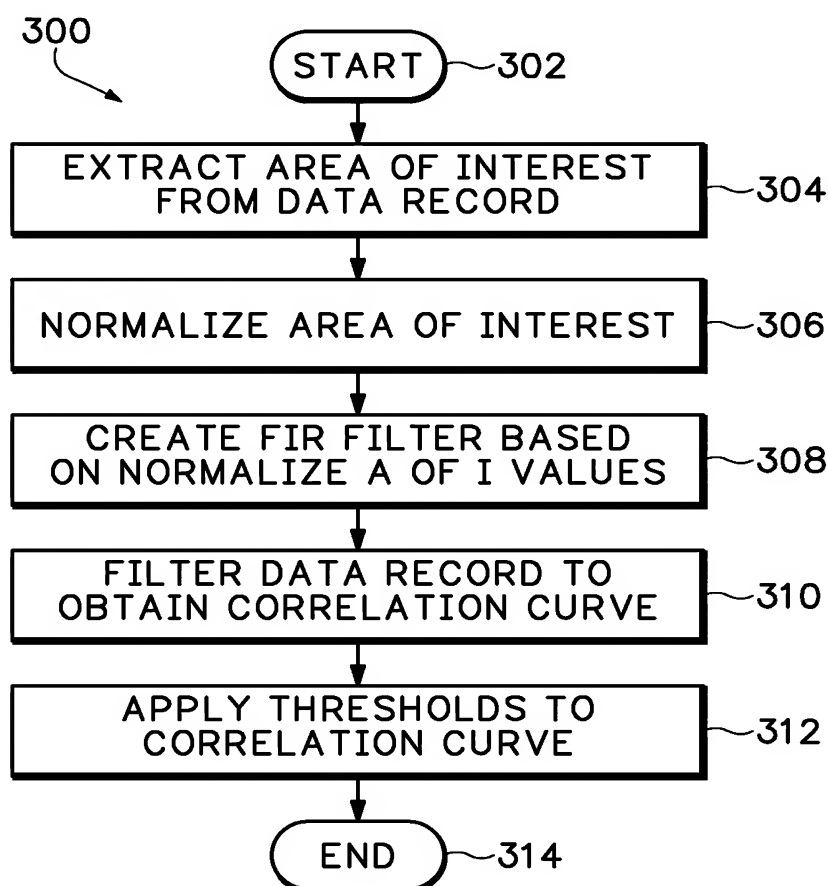 300
START
302
EXTRACT AREA OF INTEREST
FROM DATA RECORD
304
NORMALIZE AREA OF INTEREST
306
CREATE FIR FILTER BASED
ON NORMALIZE A OF I VALUES
308
FILTER DATA RECORD TO
OBTAIN CORRELATION CURVE
310
APPLY THRESHOLDS TO
CORRELATION CURVE
312
END
314